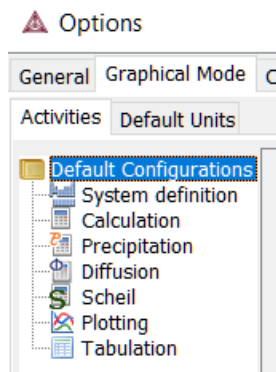 Options
General Graphical Mode
Activities Default Units
Default Configurations
System definition
Calculation
Precipitation
Diffusion
Scheil
Plotting
Tabulation